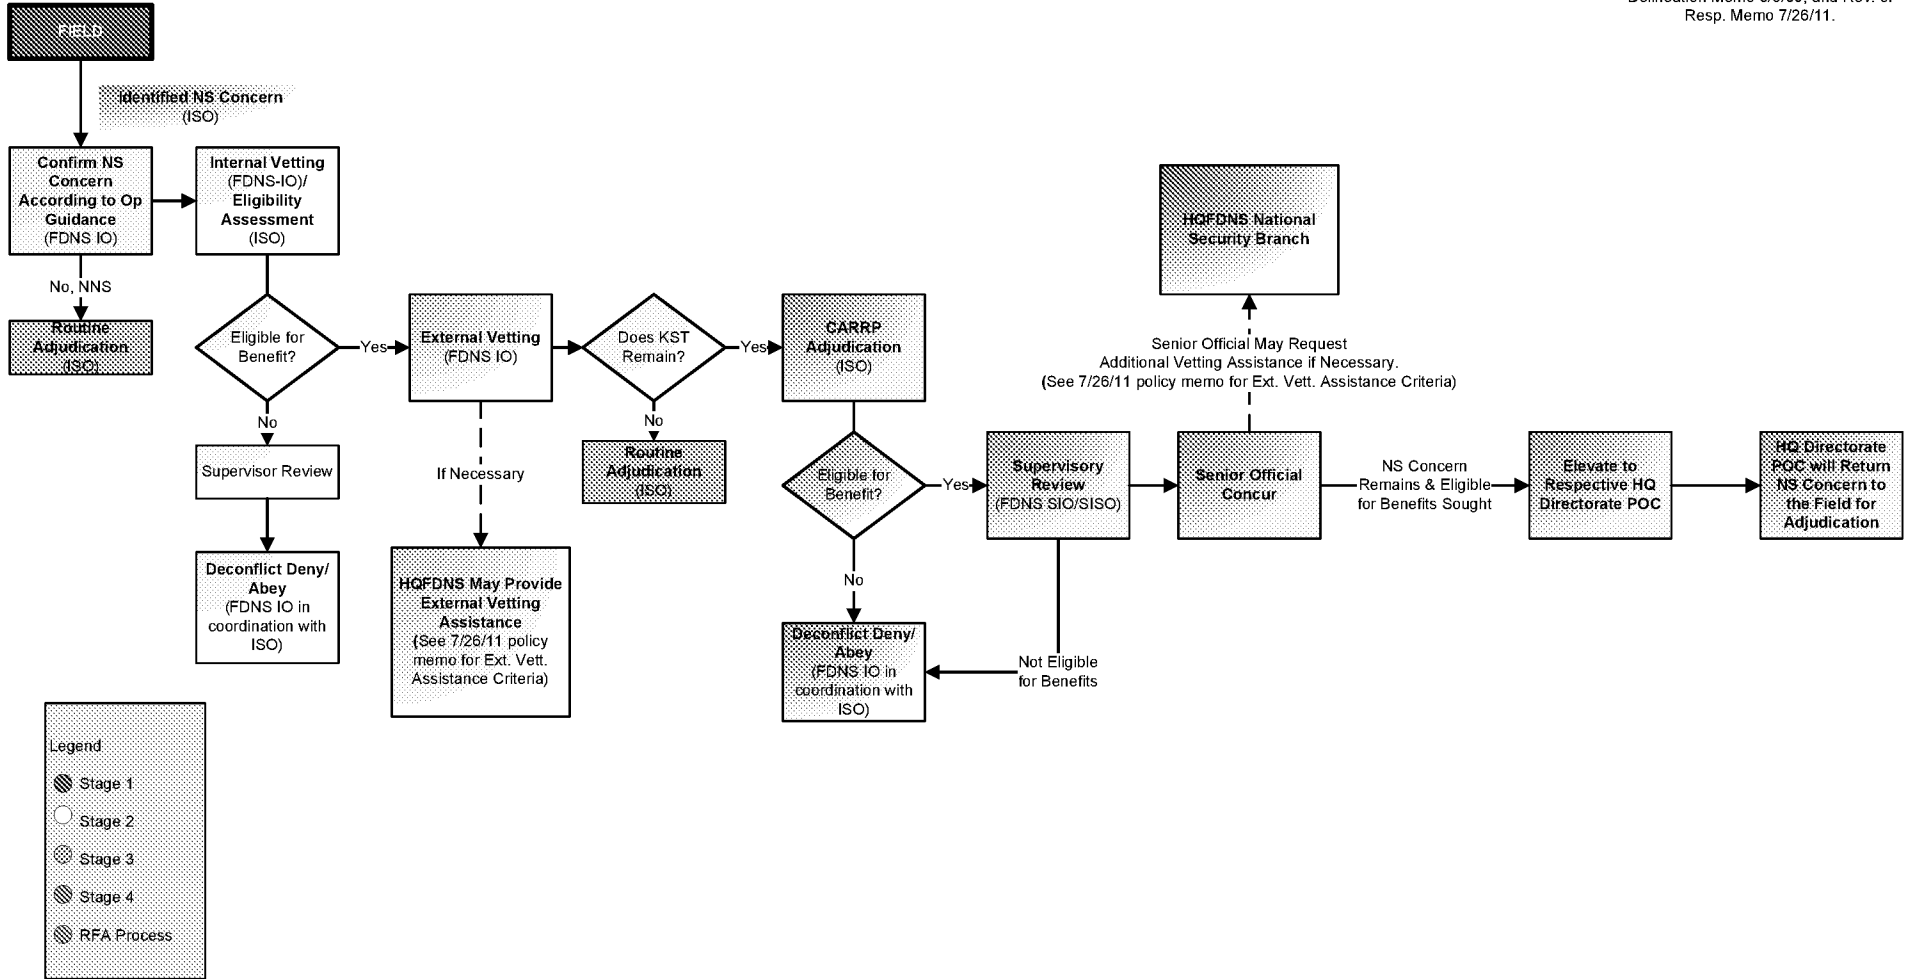 Resp. Memo 7/26/11.
FIELD
Identified NS Concern
(ISO)
Confirm NS
Concern
According to Op
Guidance
(FDNS IO)
Internal Vetting
(FDNS-IO)/
Eligibility
Assessment
(ISO)
No, NNS
Routine
Adjudication
(ISO)
Eligible for
Benefit?
Yes
External Vetting
(FDNS IO)
Does KST
Remain?
Yes
CARRP
Adjudication
(ISO)
HQFDNS National
Security Branch
Senior Official May Request
Additional Vetting Assistance if Necessary.
(See 7/26/11 policy memo for Ext. Vett. Assistance Criteria)
No
Supervisor Review
Deconflict Deny/
Abey
(FDNS IO in
coordination with
ISO)
If Necessary
HQFDNS May Provide
External Vetting
Assistance
(See 7/26/11 policy
memo for Ext. Vett.
Assistance Criteria)
No
Routine
Adjudication
(ISO)
Eligible for
Benefit?
Yes
Supervisory
Review
(FDNS SIO/SISO)
Senior Official
Concur
NS Concern
Remains & Eligible
for Benefits Sought
Elevate to
Respective HQ
Directorate POC
HQ Directorate
POC will Return
NS Concern to
the Field for
Adjudication
No
Deconflict Deny/
Abey
(FDNS IO in
coordination with
ISO)
Not Eligible
for Benefits
Legend
Stage 1
Stage 2
Stage 3
Stage 4
RFA Process